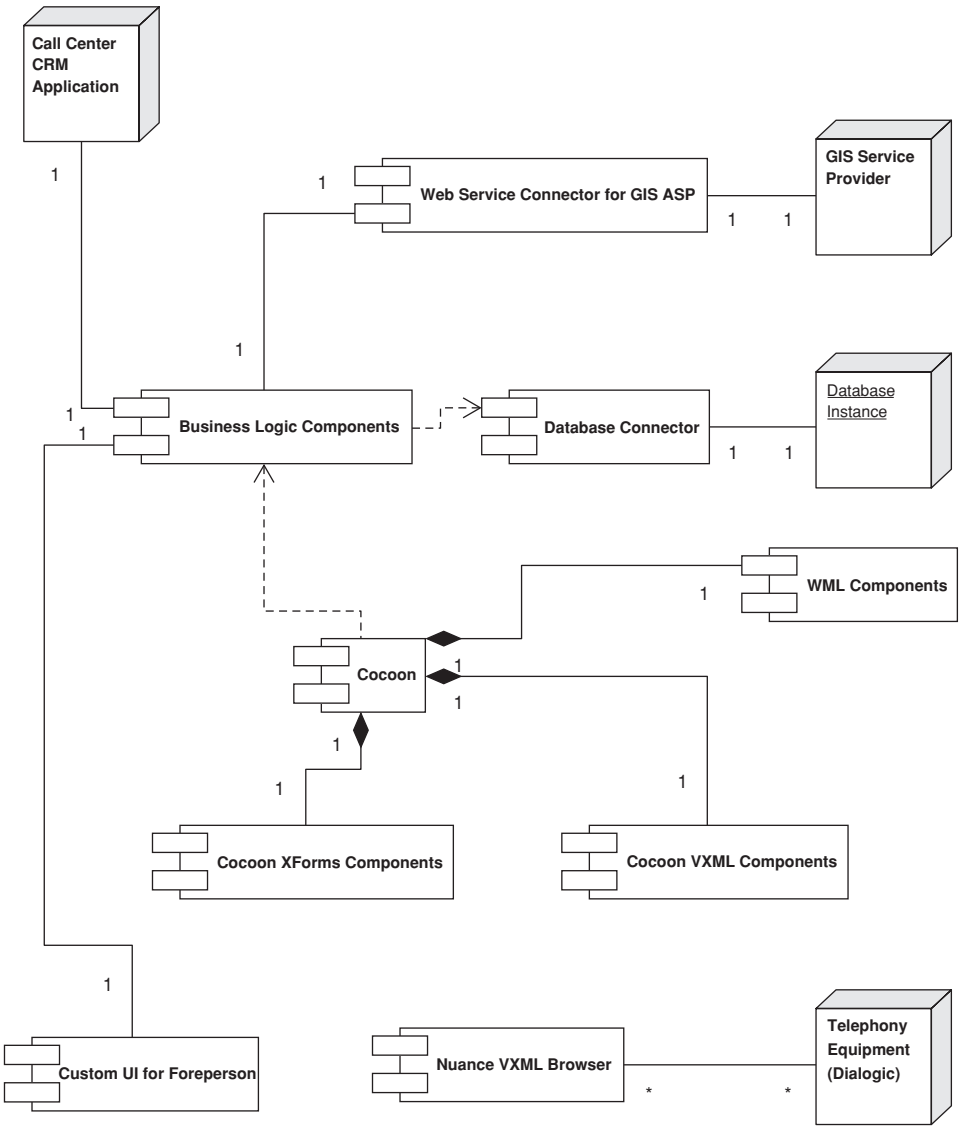 Call Center
CRM
Application
1
GIS Service
Provider
1
Web Service Connector for GIS ASP
1
1
1
Database
Instance
1
1
Business Logic Components
Database Connector
1
1
WML Components
1
Cocoon
1
1
1
1
1
Cocoon XForms Components
Cocoon VXML Components
1
Custom UI for Foreperson
Nuance VXML Browser
*
*
Telephony
Equipment
(Dialogic)